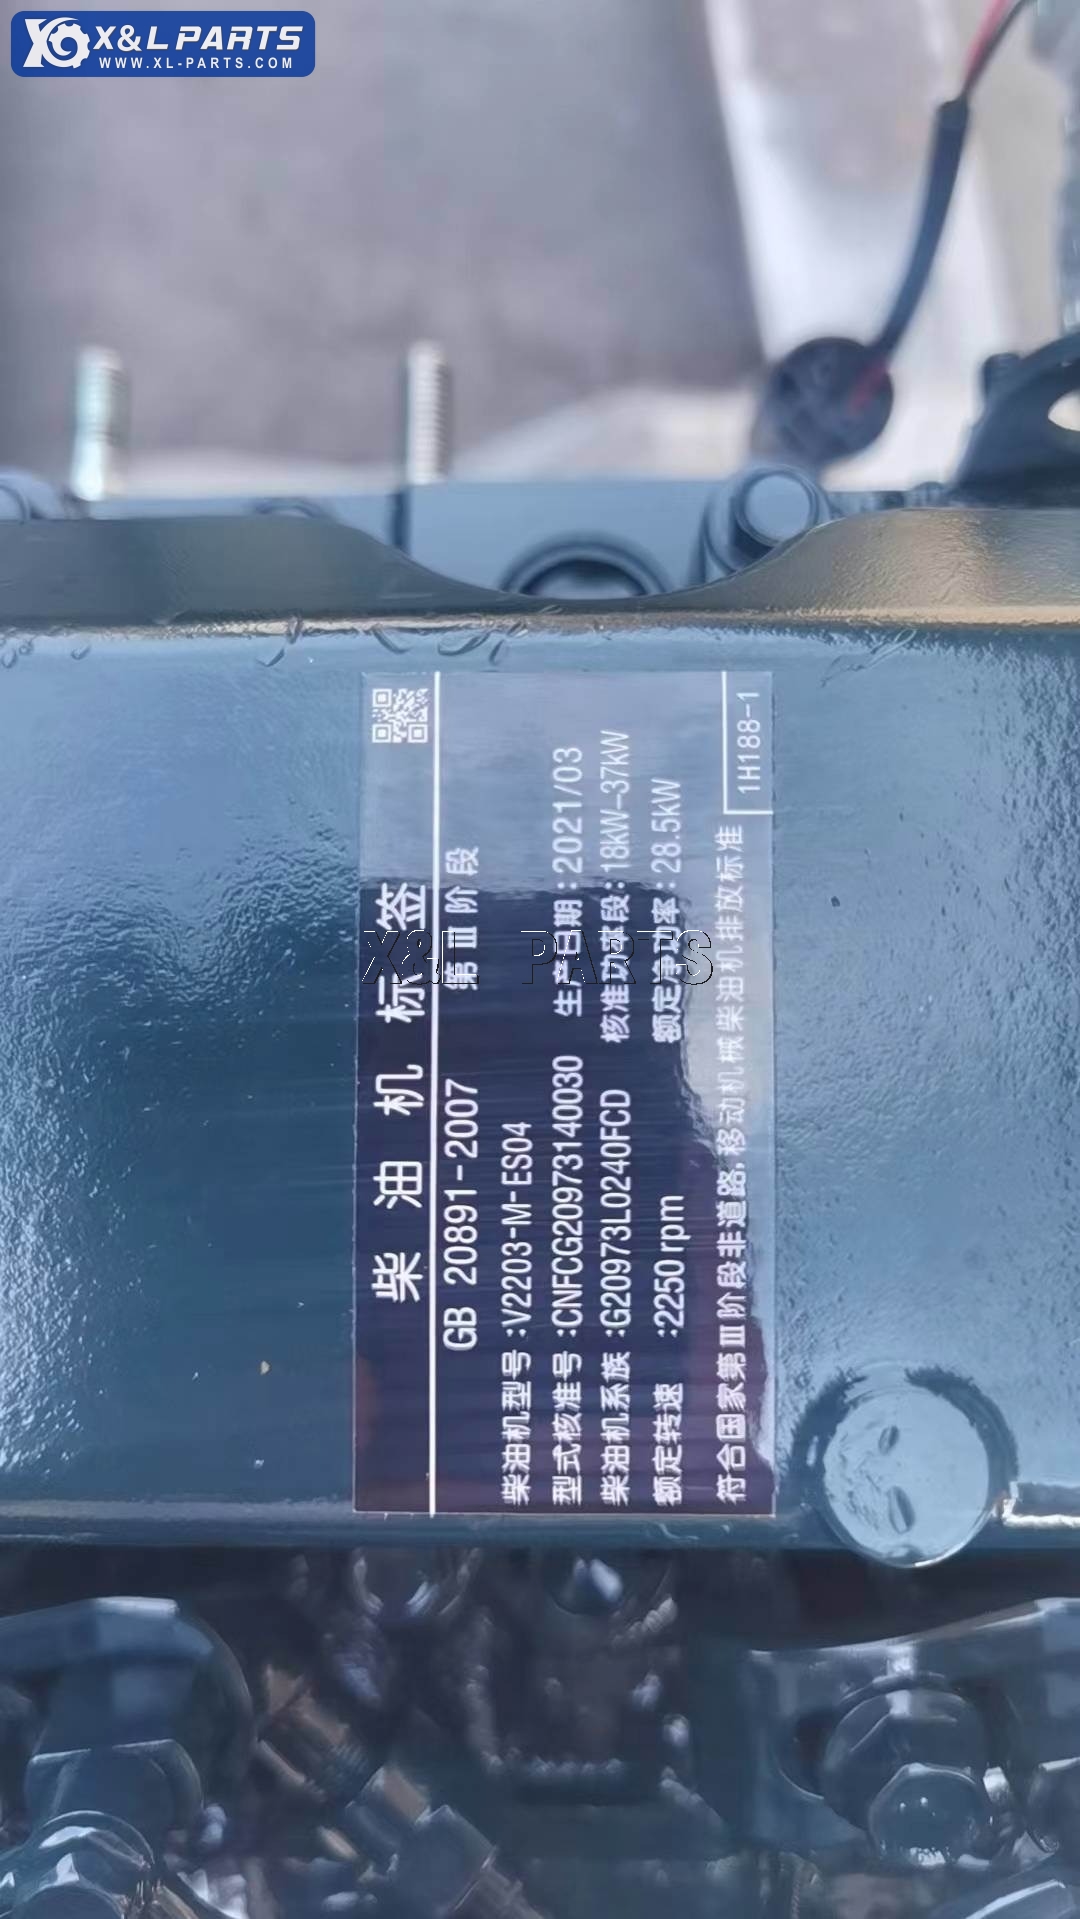 X&L PARTS
WWW.XL-PARTS.COM
柴油机标签
GB 20891-2007 第Ⅲ阶段
柴油机型号:V2203-M-ES04
型式核准号:CNFCG20973140030 生产日期:2021/03
柴油机系族:G20973L0240FCD 核准功率段:18kW-37kW
额定转速:2250rpm 额定净功率:28.5kW
符合国家第Ⅲ阶段非道路,移动机械柴油机排放标准
1H188-1
X&L PARTS